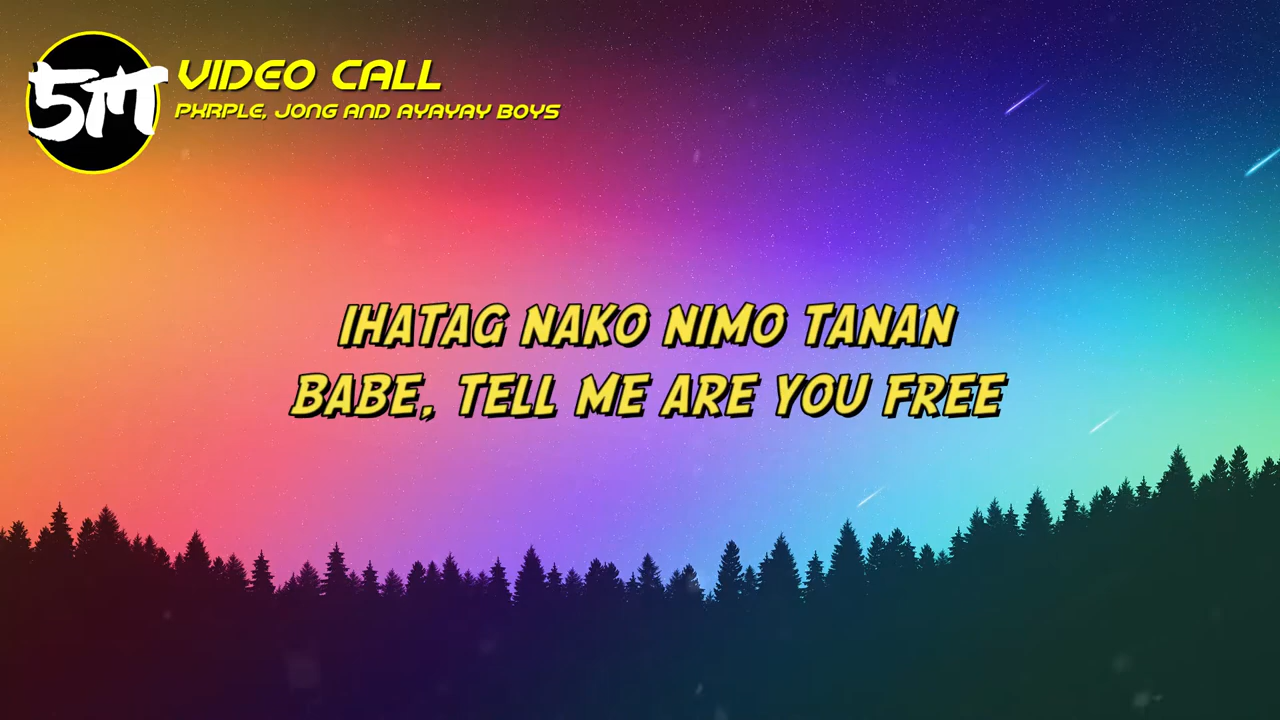 5M
VIDEO CALL
PXRPLE, JONG AND AYAYAY BOYS
IHATAG NAKO NIMO TANAN
BABE, TELL ME ARE YOU FREE